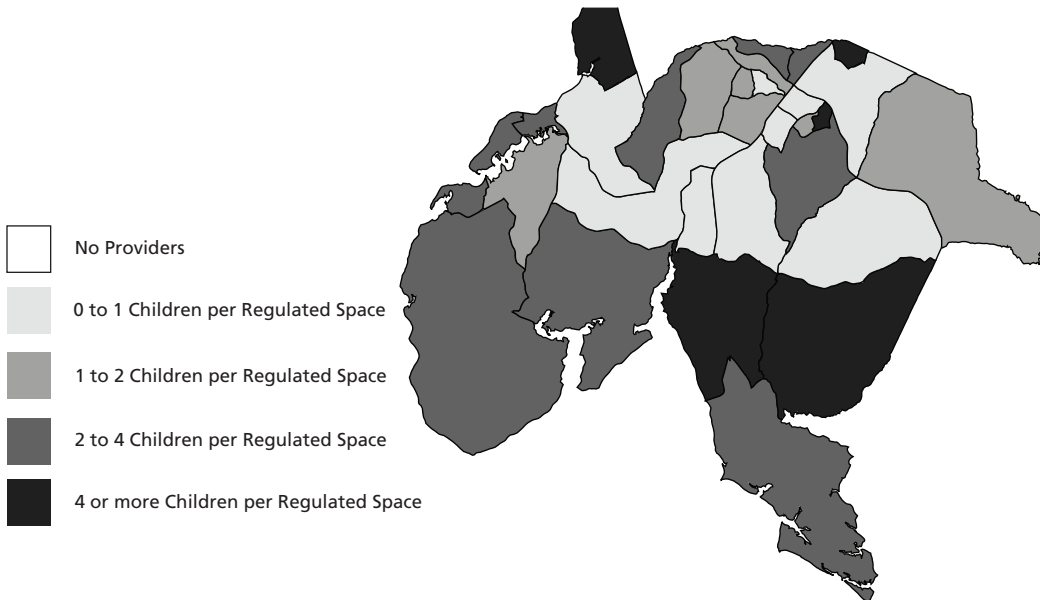 No Providers
0 to 1 Children per Regulated Space
1 to 2 Children per Regulated Space
2 to 4 Children per Regulated Space
4 or more Children per Regulated Space